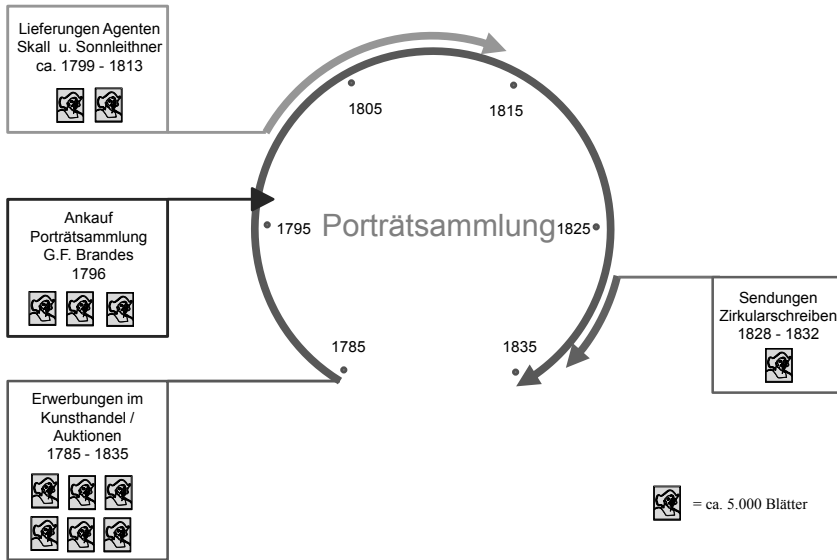 Lieferungen Agenten
Skall u. Sonnleithner
ca. 1799 - 1813
Ankauf
Porträtsammlung
G.F. Brandes
1796
Erwerbungen im
Kunsthandel /
Auktionen
1785 - 1835
1805
1815
1795
Porträtsammlung
1825
1785
1835
Sendungen
Zirkularschreiben
1828 - 1832
= ca. 5.000 Blätter